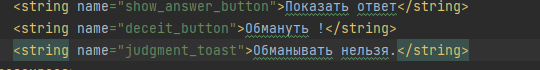 <string name="show_answer_button">Показать ответ</string>
<string name="deceit_button">Обмануть !</string>
<string name="judgment_toast">Обманывать нельзя.</string>